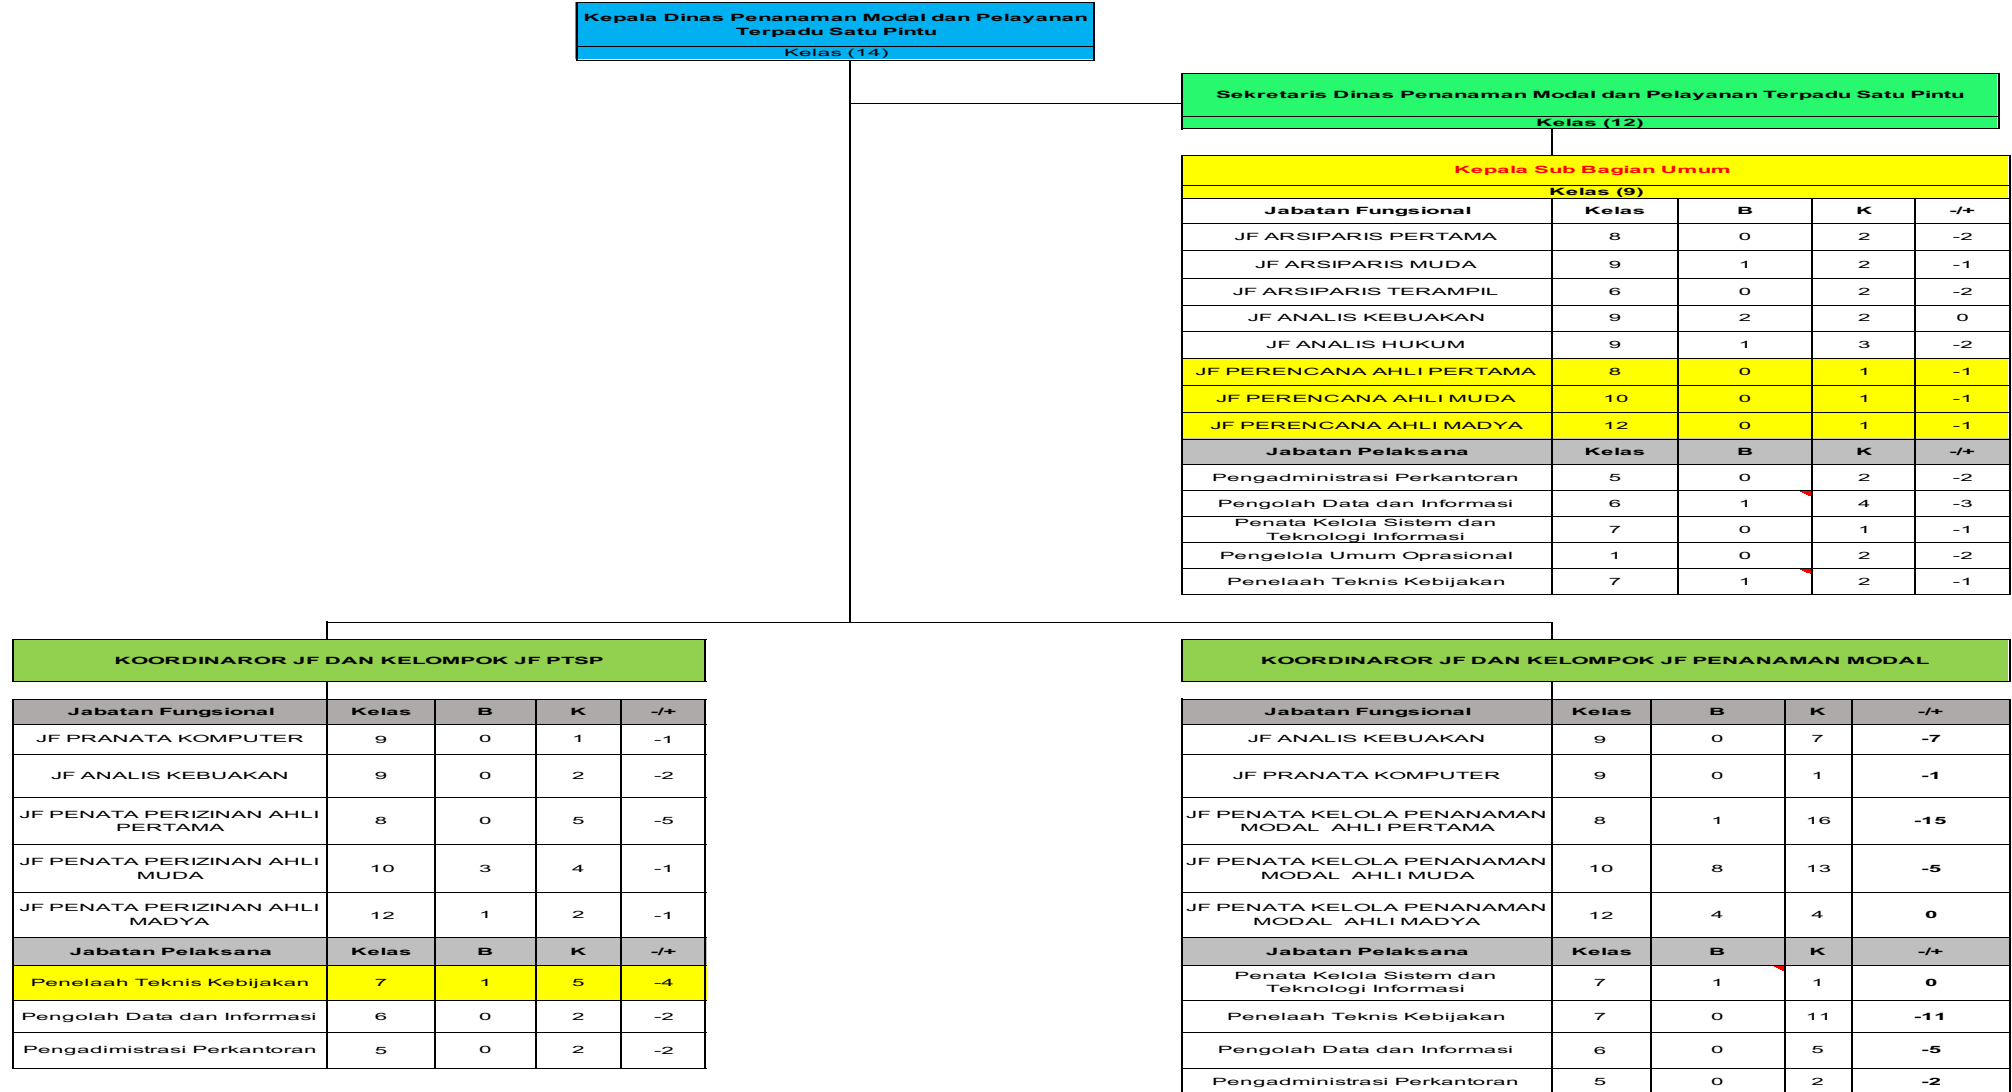 Kepala Dinas Penanaman Modal dan Pelayanan
Terpadu Satu Pintu
Kelas (14)
Sekretaris Dinas Penanaman Modal dan Pelayanan Terpadu Satu Pintu
Kelas (12)
Kepala Sub Bagian Umum
Kelas (9)
Jabatan Fungsional Kelas B K -/+
JF ARSIPARIS PERTAMA 8 0 2 -2
JF ARSIPARIS MUDA 9 1 2 -1
JF ARSIPARIS TERAMPIL 6 0 2 -2
JF ANALIS KEBUAKAN 9 2 2 0
JF ANALIS HUKUM 9 1 3 -2
JF PERENCANA AHLI PERTAMA 8 0 1 -1
JF PERENCANA AHLI MUDA 10 0 1 -1
JF PERENCANA AHLI MADYA 12 0 1 -1
Jabatan Pelaksana Kelas B K -/+
Pengadministrasi Perkantoran 5 0 2 -2
Pengolah Data dan Informasi 6 1 4 -3
Penata Kelola Sistem dan
Teknologi Informasi 7 0 1 -1
Pengelola Umum Oprasional 1 0 2 -2
Penelaah Teknis Kebijakan 7 1 2 -1
KOORDINAROR JF DAN KELOMPOK JF PTSP
Jabatan Fungsional Kelas B K -/+
JF PRANATA KOMPUTER 9 0 1 -1
JF ANALIS KEBUAKAN 9 0 2 -2
JF PENATA PERIZINAN AHLI
PERTAMA 8 0 5 -5
JF PENATA PERIZINAN AHLI
MUDA 10 3 4 -1
JF PENATA PERIZINAN AHLI
MADYA 12 1 2 -1
Jabatan Pelaksana Kelas B K -/+
Penelaah Teknis Kebijakan 7 1 5 -4
Pengolah Data dan Informasi 6 0 2 -2
Pengadimistrasi Perkantoran 5 0 2 -2
KOORDINAROR JF DAN KELOMPOK JF PENANAMAN MODAL
Jabatan Fungsional Kelas B K -/+
JF ANALIS KEBUAKAN 9 0 7 -7
JF PRANATA KOMPUTER 9 0 1 -1
JF PENATA KELOLA PENANAMAN
MODAL AHLI PERTAMA 8 1 16 -15
JF PENATA KELOLA PENANAMAN
MODAL AHLI MUDA 10 8 13 -5
JF PENATA KELOLA PENANAMAN
MODAL AHLI MADYA 12 4 4 0
Jabatan Pelaksana Kelas B K -/+
Penata Kelola Sistem dan
Teknologi Informasi 7 1 1 0
Penelaah Teknis Kebijakan 7 0 11 -11
Pengolah Data dan Informasi 6 0 5 -5
Pengadministrasi Perkantoran 5 0 2 -2